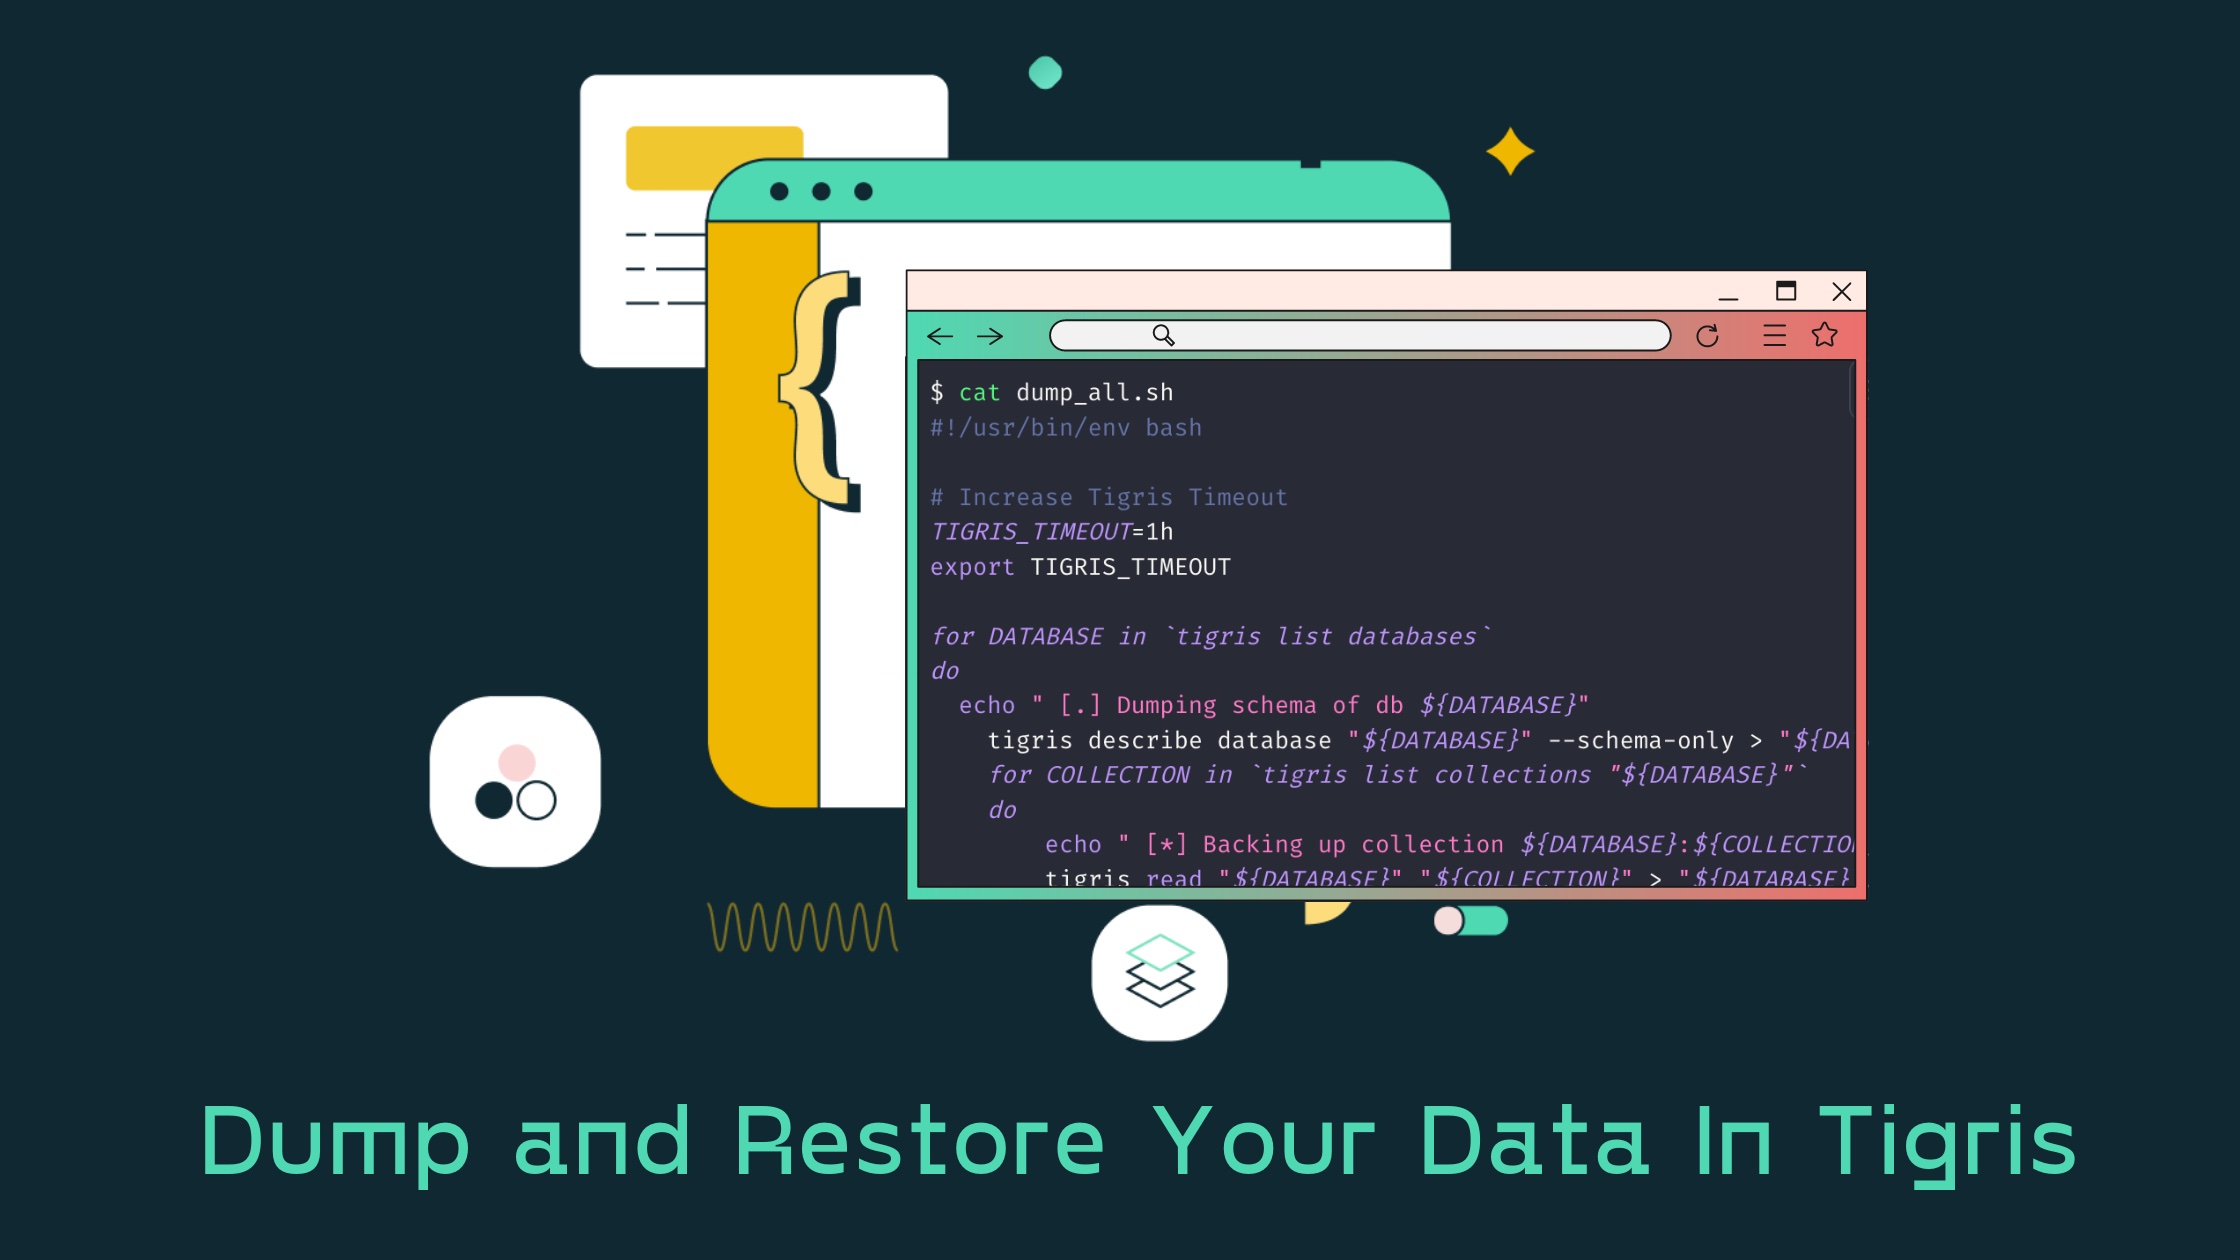 $ cat dump_all.sh
#!/usr/bin/env bash
# Increase Tigris Timeout
TIGRIS_TIMEOUT=1h
export TIGRIS_TIMEOUT
for DATABASE in `tigris list databases`
do
echo " [.] Dumping schema of db ${DATABASE}"
tigris describe database "${DATABASE}" --schema-only > "${DA
for COLLECTION in `tigris list collections "${DATABASE}"`
do
echo " [*] Backing up collection ${DATABASE}:${COLLECTIO
tigris read "${DATABASE}" "${COLLECTION}" > "${DATABASE}
Dump and Restore Your Data In Tigris